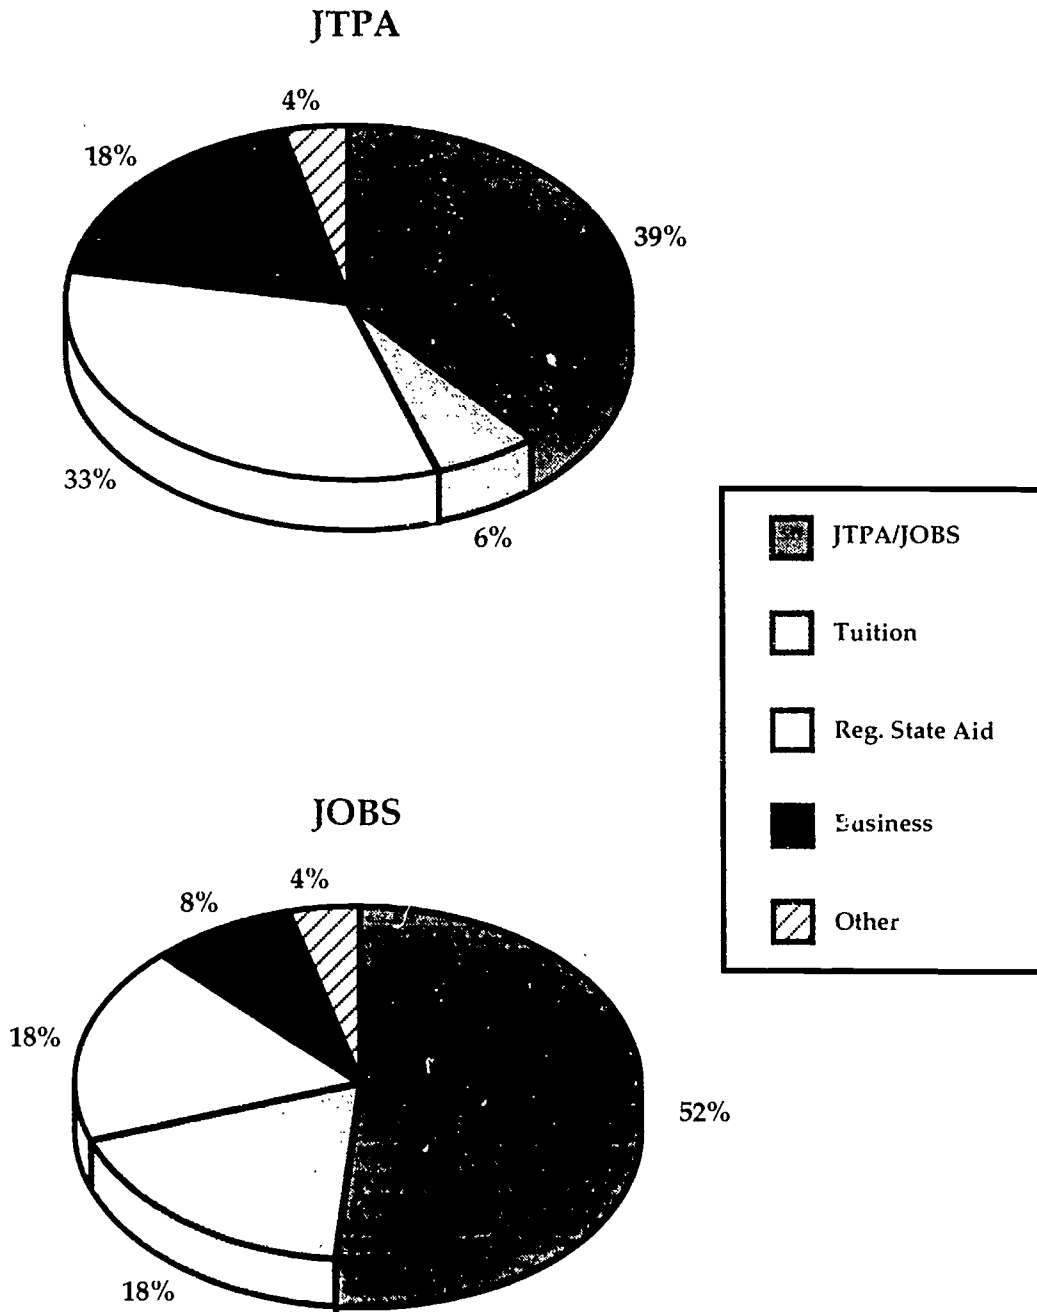 JTPA
4%
18%
39%
33%
6%
JTPA/JOBS
Tuition
Reg. State Aid
Business
Other
JOBS
4%
8%
18%
52%
18%